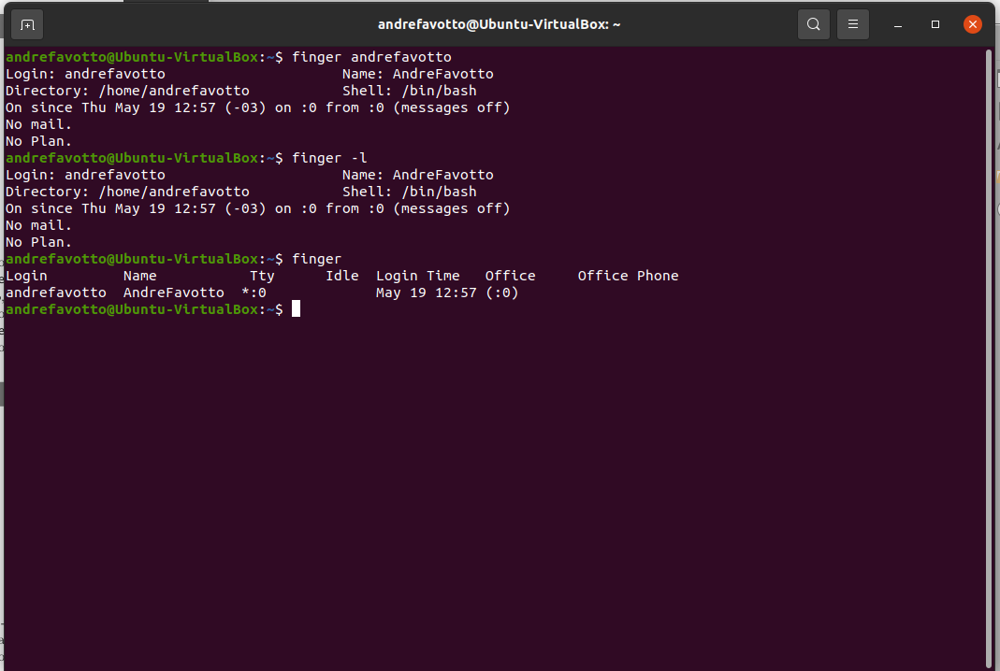 andrefavotto@Ubuntu-VirtualBox: ~
andrefavotto@Ubuntu-VirtualBox:~$ finger andrefavotto
Login: andrefavotto                     Name: AndreFavotto
Directory: /home/andrefavotto           Shell: /bin/bash
On since Thu May 19 12:57 (-03) on :0 from :0 (messages off)
No mail.
No Plan.
andrefavotto@Ubuntu-VirtualBox:~$ finger -l
Login: andrefavotto                     Name: AndreFavotto
Directory: /home/andrefavotto           Shell: /bin/bash
On since Thu May 19 12:57 (-03) on :0 from :0 (messages off)
No mail.
No Plan.
andrefavotto@Ubuntu-VirtualBox:~$ finger
Login         Name           Tty      Idle  Login Time   Office     Office Phone
andrefavotto  AndreFavotto  *:0             May 19 12:57 (:0)
andrefavotto@Ubuntu-VirtualBox:~$